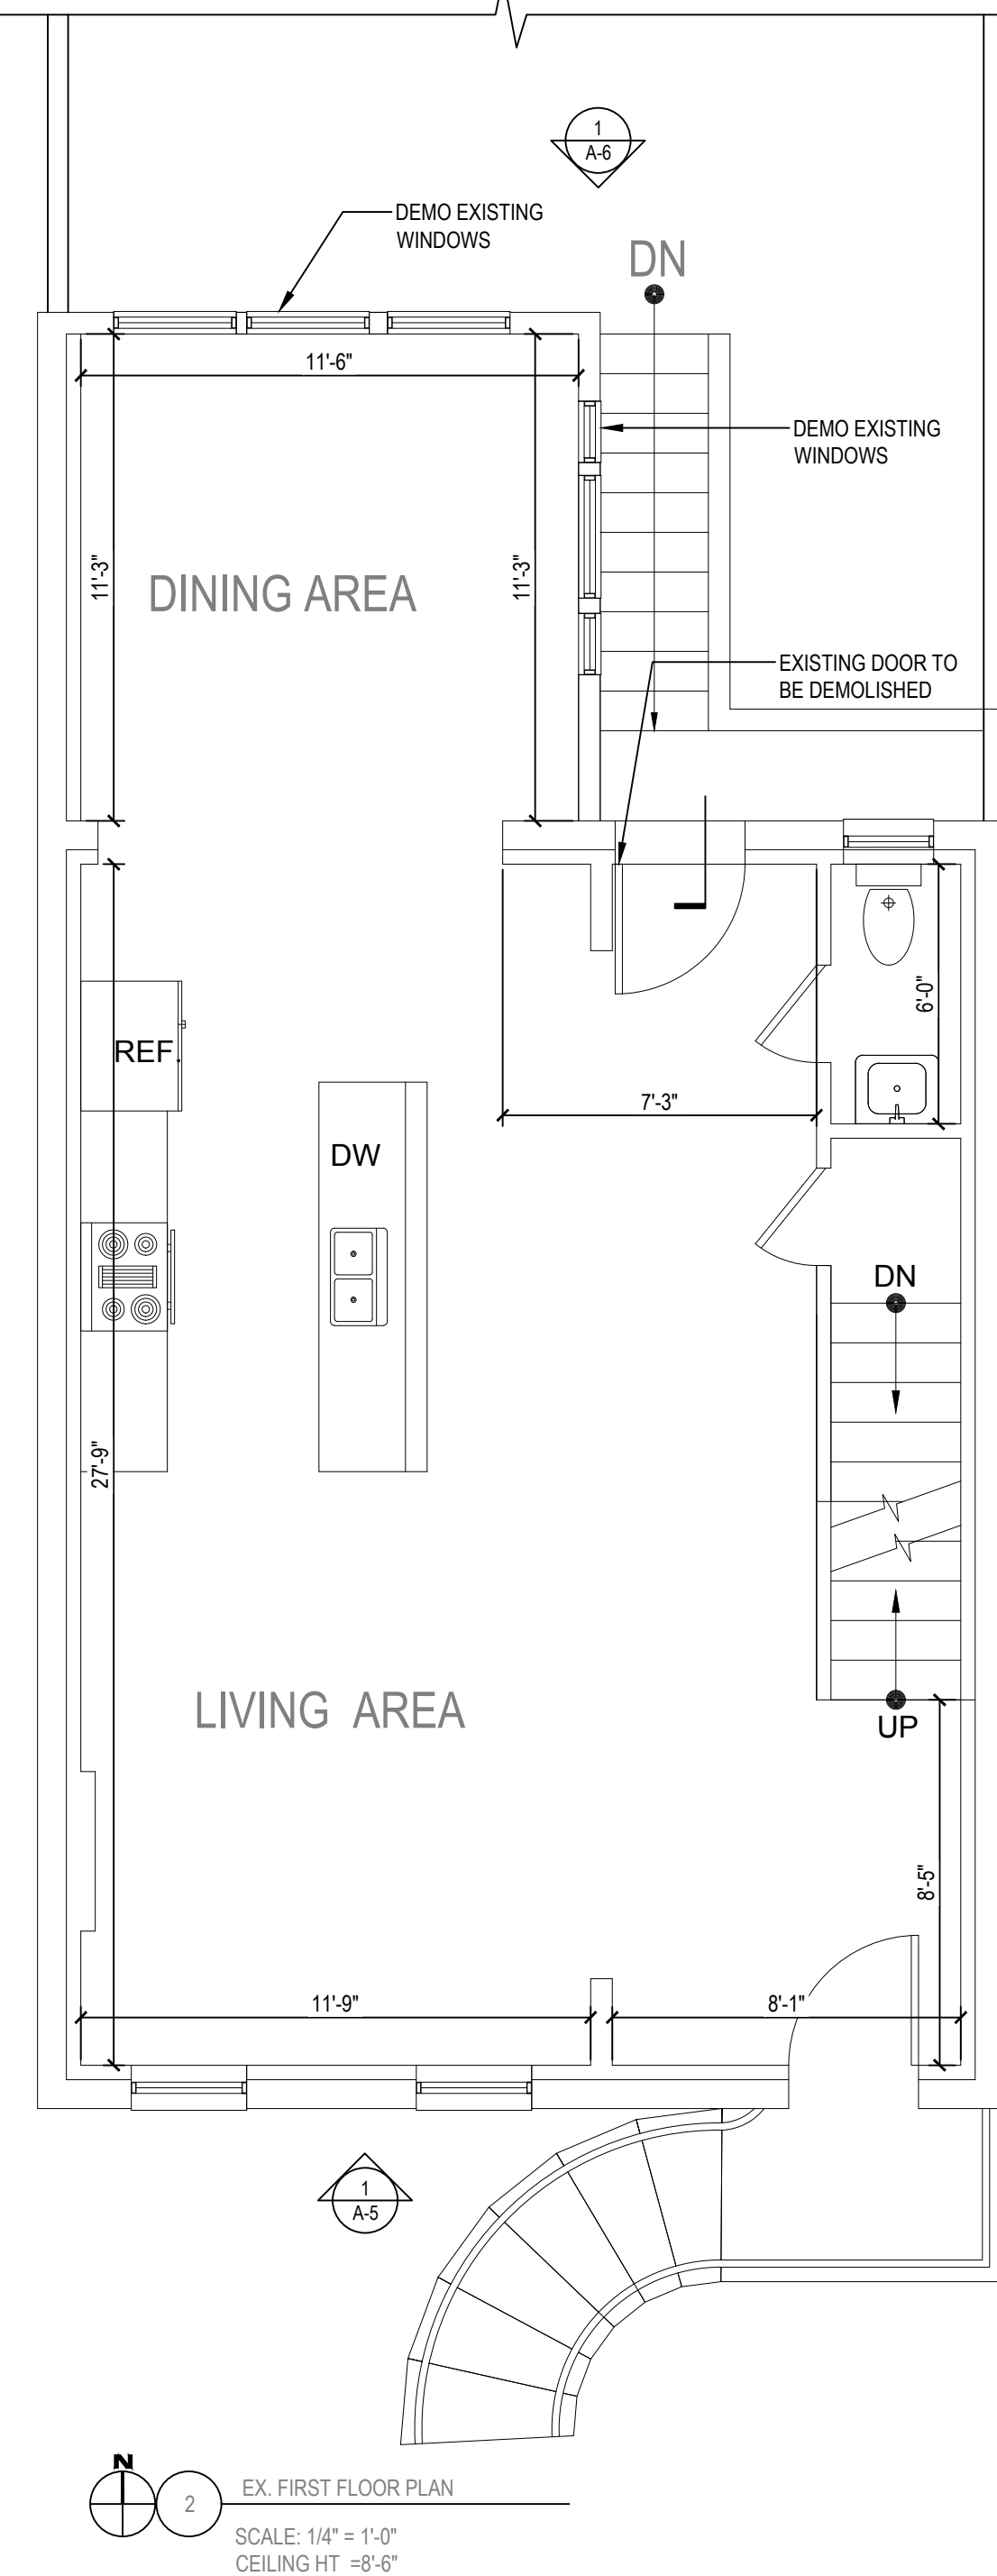 1
A-6
DEMO EXISTING
WINDOWS
DN
11'-6"
DEMO EXISTING
WINDOWS
11'-3"
DINING AREA
11'-3"
EXISTING DOOR TO
BE DEMOLISHED
REF.
6'-0"
7'-3"
DW
DN
27'-9"
LIVING AREA
UP
8'-5"
11'-9"
8'-1"
1
A-5
N
2
EX. FIRST FLOOR PLAN
SCALE: 1/4" = 1'-0"
CEILING HT =8'-6"